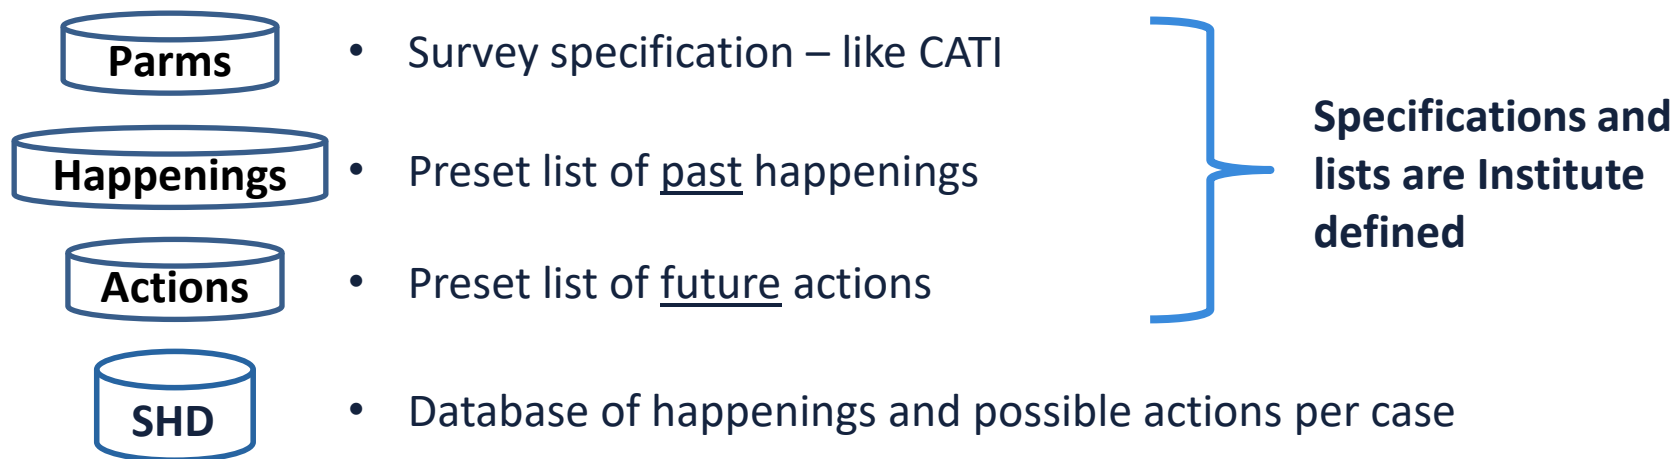 Parms
• Survey specification – like CATI
Happenings
• Preset list of past happenings
Actions
• Preset list of future actions
SHD
• Database of happenings and possible actions per case
Specifications and
lists are Institute
defined